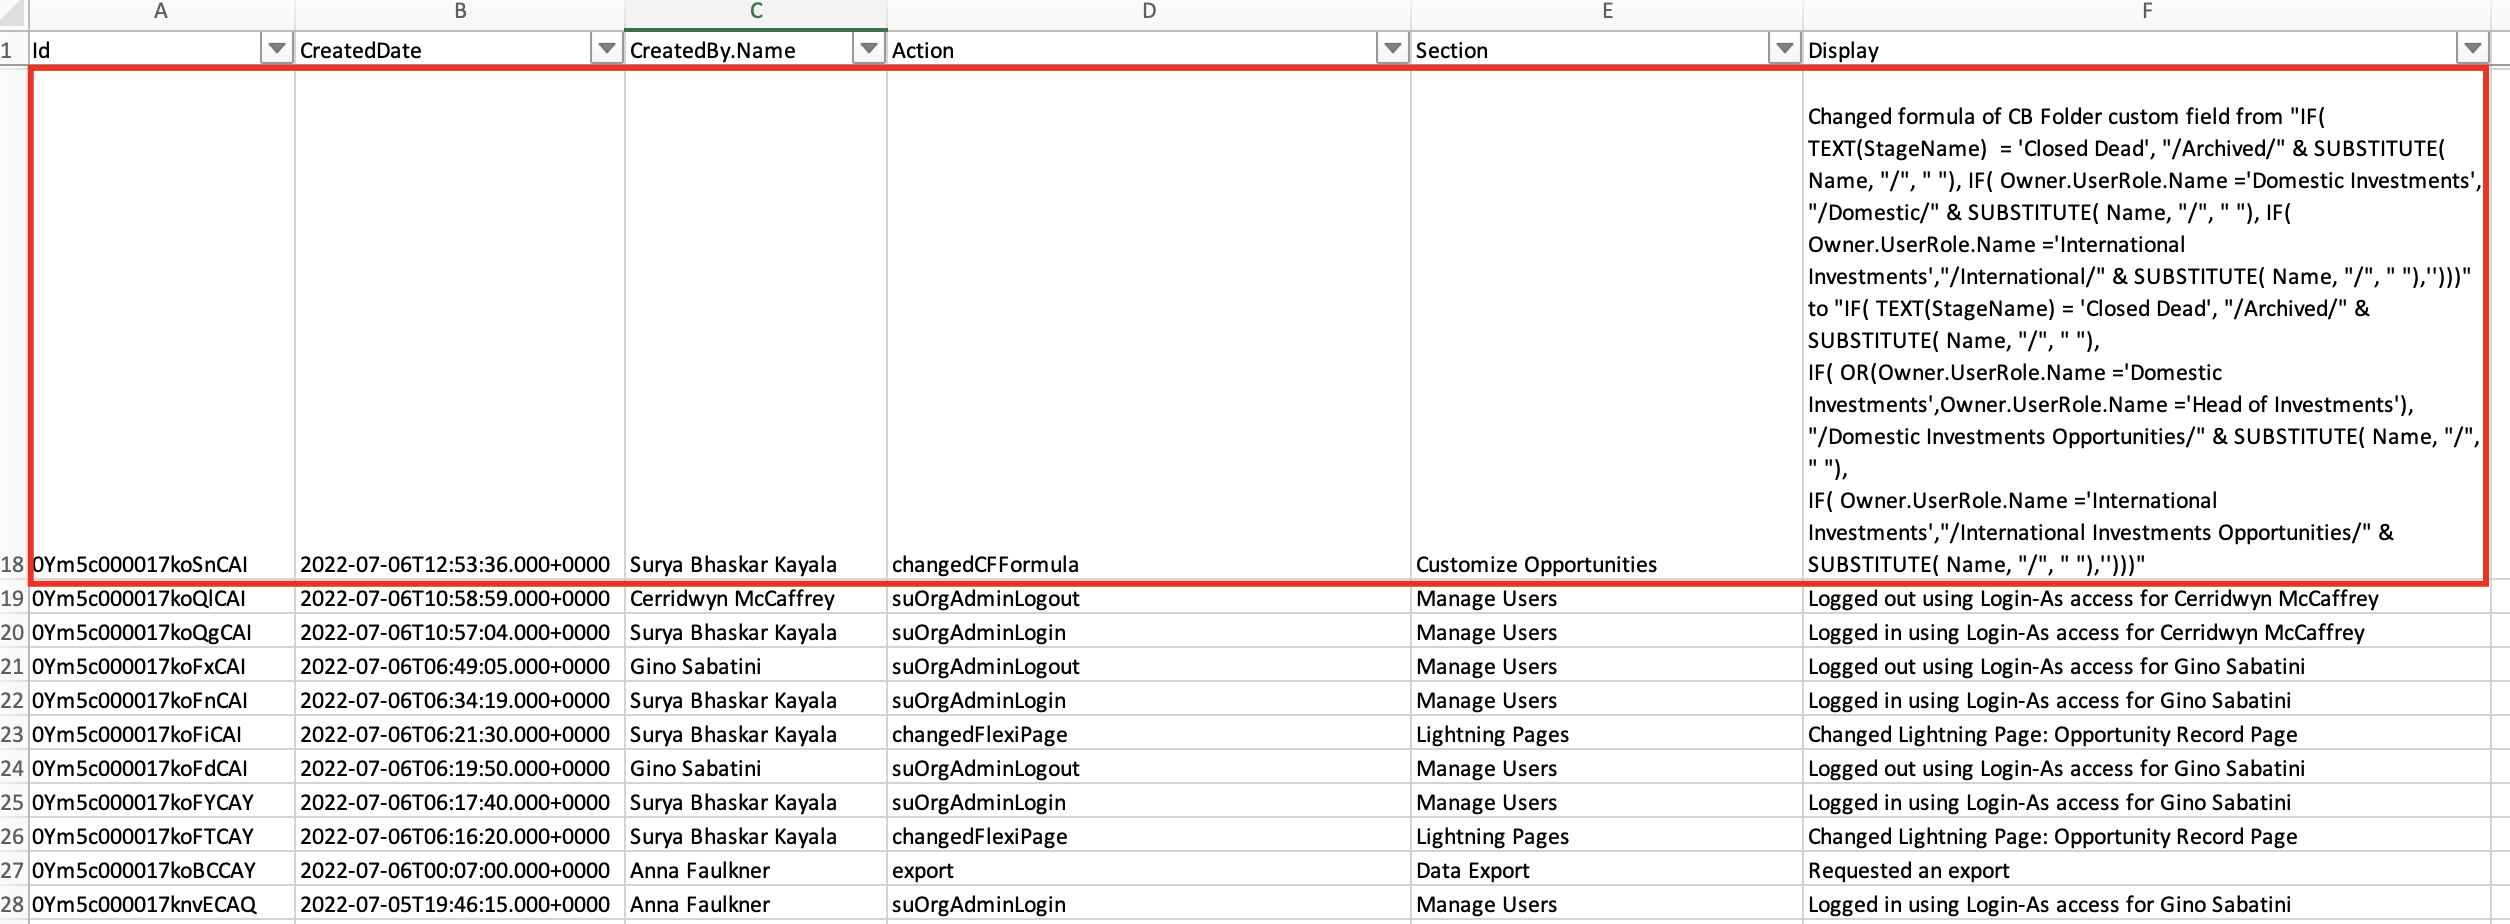 A B C D E F
1 Id CreatedDate CreatedBy.Name Action Section Display
Changed formula of CB Folder custom field from "IF(
TEXT(StageName)  = 'Closed Dead', "/Archived/" & SUBSTITUTE(
Name, "/", " "), IF( Owner.UserRole.Name ='Domestic Investments',
"/Domestic/" & SUBSTITUTE( Name, "/", " "), IF(
Owner.UserRole.Name ='International
Investments',"/International/" & SUBSTITUTE( Name, "/", " "),'')))"
to "IF( TEXT(StageName) = 'Closed Dead', "/Archived/" &
SUBSTITUTE( Name, "/", " "),
IF( OR(Owner.UserRole.Name ='Domestic
Investments',Owner.UserRole.Name ='Head of Investments'),
"/Domestic Investments Opportunities/" & SUBSTITUTE( Name, "/",
" "),
IF( Owner.UserRole.Name ='International
Investments',"/International Investments Opportunities/" &
18 0Ym5c000017koSnCAI 2022-07-06T12:53:36.000+0000 Surya Bhaskar Kayala changedCFFormula Customize Opportunities SUBSTITUTE( Name, "/", " "),'')))"
19 0Ym5c000017koQlCAI 2022-07-06T10:58:59.000+0000 Cerridwyn McCaffrey suOrgAdminLogout Manage Users Logged out using Login-As access for Cerridwyn McCaffrey
20 0Ym5c000017koQgCAI 2022-07-06T10:57:04.000+0000 Surya Bhaskar Kayala suOrgAdminLogin Manage Users Logged in using Login-As access for Cerridwyn McCaffrey
21 0Ym5c000017koFxCAI 2022-07-06T06:49:05.000+0000 Gino Sabatini suOrgAdminLogout Manage Users Logged out using Login-As access for Gino Sabatini
22 0Ym5c000017koFnCAI 2022-07-06T06:34:19.000+0000 Surya Bhaskar Kayala suOrgAdminLogin Manage Users Logged in using Login-As access for Gino Sabatini
23 0Ym5c000017koFiCAI 2022-07-06T06:21:30.000+0000 Surya Bhaskar Kayala changedFlexiPage Lightning Pages Changed Lightning Page: Opportunity Record Page
24 0Ym5c000017koFdCAI 2022-07-06T06:19:50.000+0000 Gino Sabatini suOrgAdminLogout Manage Users Logged out using Login-As access for Gino Sabatini
25 0Ym5c000017koFYCAY 2022-07-06T06:17:40.000+0000 Surya Bhaskar Kayala suOrgAdminLogin Manage Users Logged in using Login-As access for Gino Sabatini
26 0Ym5c000017koFTCAY 2022-07-06T06:16:20.000+0000 Surya Bhaskar Kayala changedFlexiPage Lightning Pages Changed Lightning Page: Opportunity Record Page
27 0Ym5c000017koBCCAY 2022-07-06T00:07:00.000+0000 Anna Faulkner export Data Export Requested an export
28 0Ym5c000017knvECAQ 2022-07-05T19:46:15.000+0000 Anna Faulkner suOrgAdminLogin Manage Users Logged in using Login-As access for Gino Sabatini